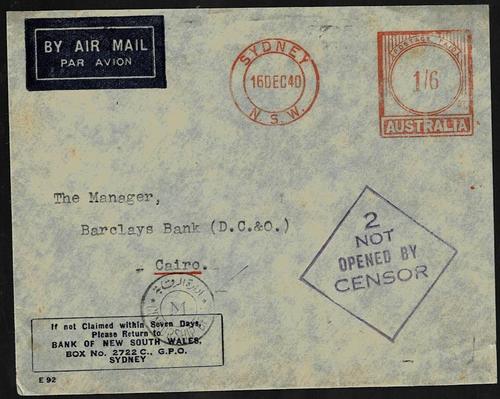 BY AIR MAIL
PAR AVION
SYDNEY
16DEC40
N.S.W.
POSTAGE PAID
1/6
AUSTRALIA
The Manager,
Barclays Bank (D.C.&O.)
Cairo.
2
NOT
OPENED BY
CENSOR
M
If not Claimed within Seven Days,
Please Return to
BANK OF NEW SOUTH WALES,
BOX No. 2722 C., G.P.O.
SYDNEY
E 92